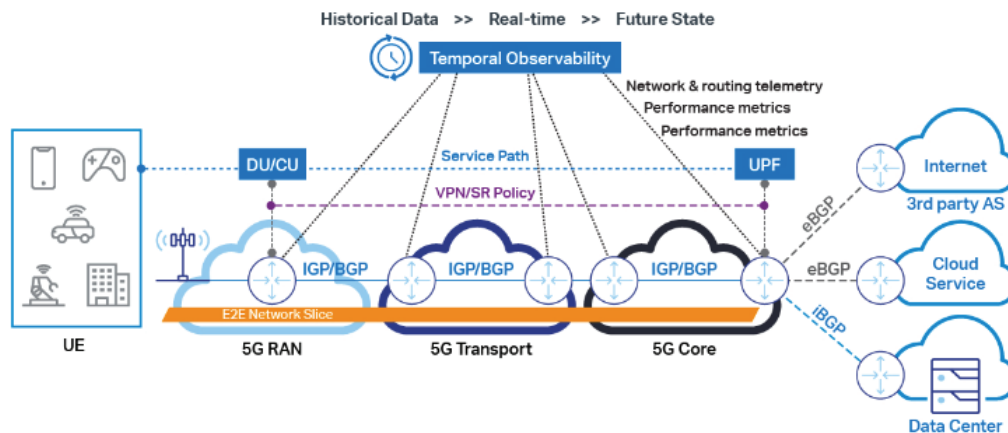 Historical Data >> Real-time >> Future State
Temporal Observability
Network & routing telemetry
Performance metrics
Performance metrics
DU/CU
Service Path
UPF
VPN/SR Policy
IGP/BGP
IGP/BGP
IGP/BGP
E2E Network Slice
UE
5G RAN
5G Transport
5G Core
eBGP
eBGP
iBGP
Internet
3rd party AS
Cloud
Service
Data Center